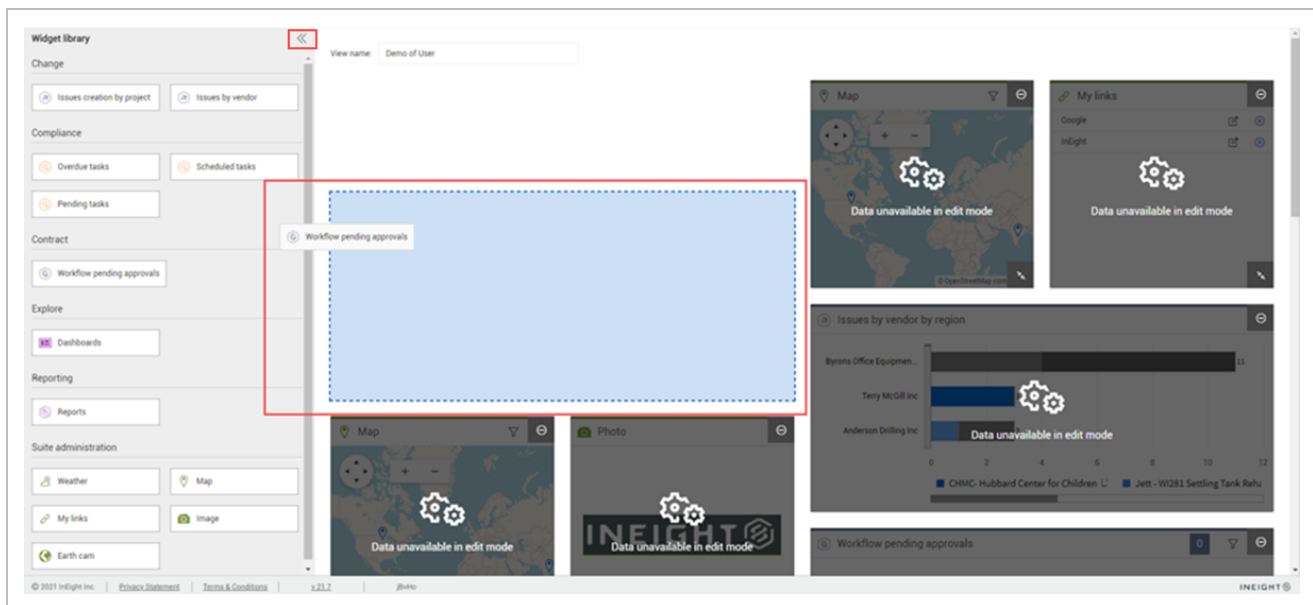 Widget library
Change
Issues creation by project
Issues by vendor
Compliance
Overdue tasks
Scheduled tasks
Pending tasks
Contract
Workflow pending approvals
Explore
Dashboards
Reporting
Reports
Suite administration
Weather
Map
My links
Image
Earth cam
View name: Demo of User
Workflow pending approvals
Map
Data unavailable in edit mode
My links
Google
InEight
Data unavailable in edit mode
Issues by vendor by region
Byrons Office Equipmen...
11
Terry McGill Inc
Anderson Drilling Inc
Data unavailable in edit mode
0 2 4 6 8 10 12
CHMC- Hubbard Center for Children
Jett - WI281 Settling Tank Reha
Map
Data unavailable in edit mode
Photo
INEIGHT
Data unavailable in edit mode
Workflow pending approvals
0
© 2021 InEight Inc.
Privacy Statement
Terms & Conditions
v 21.7
INEIGHT